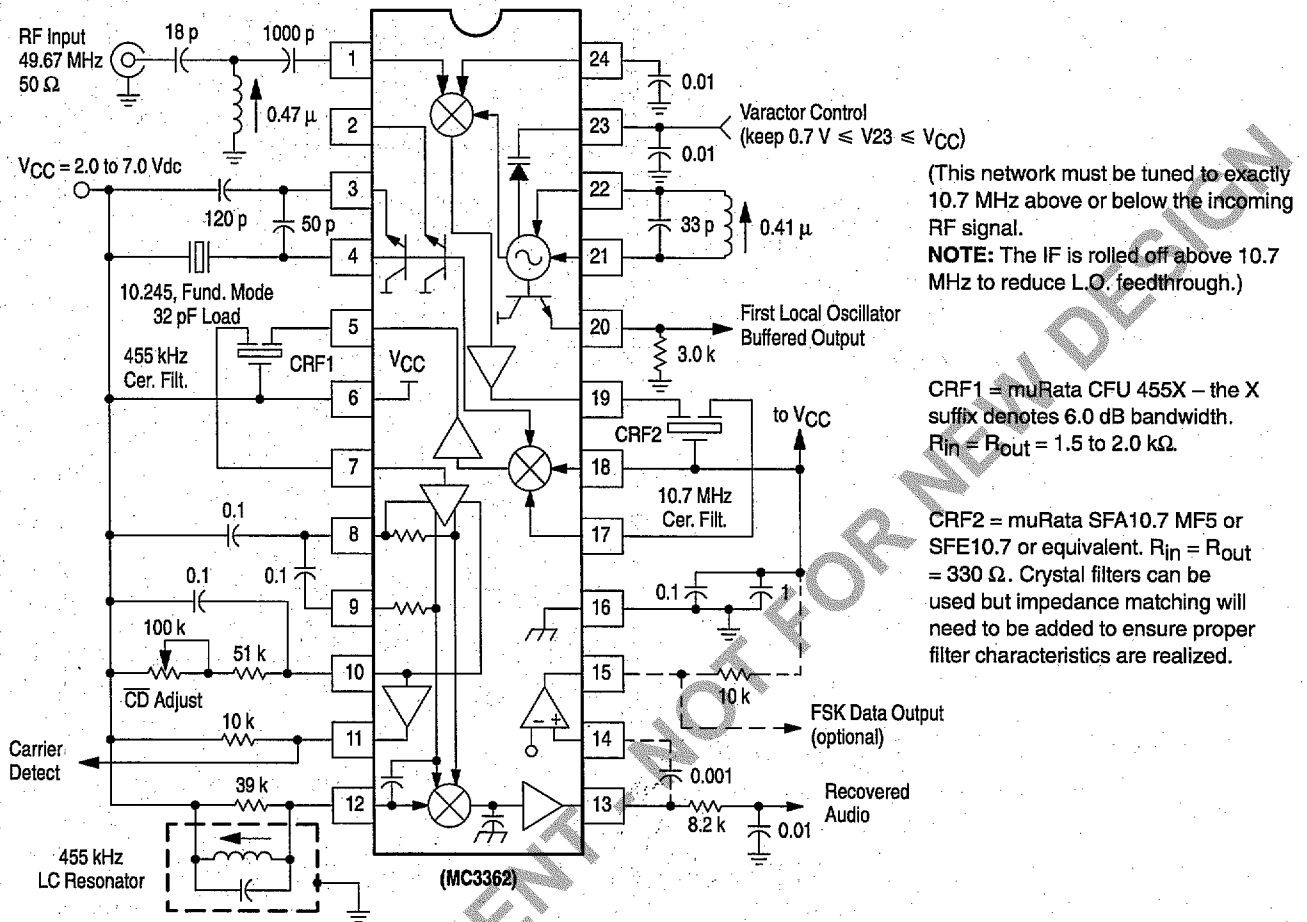 RF Input
49.67 MHz
50 Ω
18 p
1000 p
0.47 μ
VCC = 2.0 to 7.0 Vdc
120 p
50 p
10.245, Fund. Mode
32 pF Load
455 kHz
Cer. Filt.
CRF1
VCC
0.1
0.1
0.1
100 k
51 k
CD Adjust
10 k
Carrier
Detect
39 k
455 kHz
LC Resonator
1
2
3
4
5
6
7
8
9
10
11
12
24
23
22
21
20
19
18
17
16
15
14
13
(MC3362)
0.01
Varactor Control
(keep 0.7 V ≤ V23 ≤ VCC)
0.01
33 p
0.41 μ
First Local Oscillator
Buffered Output
3.0 k
CRF2
to VCC
10.7 MHz
Cer. Filt.
0.1
1
– +
10 k
FSK Data Output
(optional)
0.001
8.2 k
0.01
Recovered
Audio
(This network must be tuned to exactly
10.7 MHz above or below the incoming
RF signal.
NOTE: The IF is rolled off above 10.7
MHz to reduce L.O. feedthrough.)
CRF1 = muRata CFU 455X – the X
suffix denotes 6.0 dB bandwidth.
Rin = Rout = 1.5 to 2.0 kΩ.
CRF2 = muRata SFA10.7 MF5 or
SFE10.7 or equivalent. Rin = Rout
= 330 Ω. Crystal filters can be
used but impedance matching will
need to be added to ensure proper
filter characteristics are realized.
NOT FOR NEW DESIGN